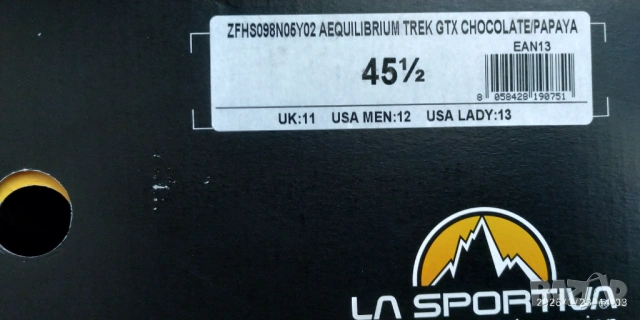 ZFHS098N05Y02 AEQUILIBRIUM TREK GTX CHOCOLATE/PAPAYA
EAN13
45½
8 058428 190751
UK:11 USA MEN:12 USA LADY:13
LA SPORTIVA